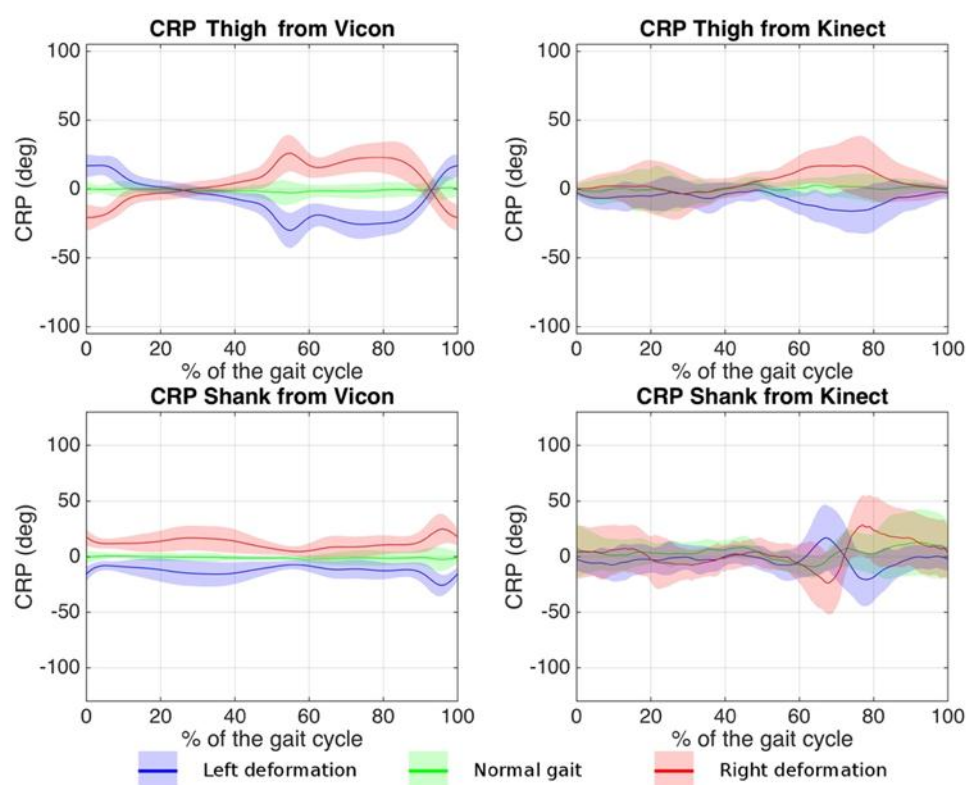 CRP Thigh from Vicon
100
50
0
-50
-100
CRP (deg)
0 20 40 60 80 100
% of the gait cycle
CRP Thigh from Kinect
100
50
0
-50
-100
CRP (deg)
0 20 40 60 80 100
% of the gait cycle
CRP Shank from Vicon
100
50
0
-50
-100
CRP (deg)
0 20 40 60 80 100
% of the gait cycle
CRP Shank from Kinect
100
50
0
-50
-100
CRP (deg)
0 20 40 60 80 100
% of the gait cycle
Left deformation Normal gait Right deformation